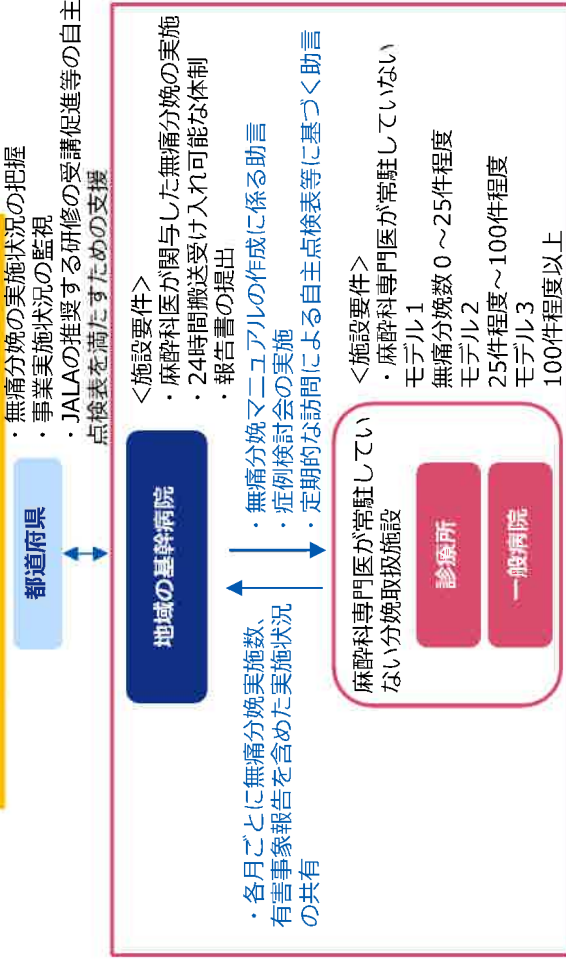 都道府県
・無痛分娩の実施状況の把握
・事業実施状況の監視
・JALAの推奨する研修の受講促進等の自主
点検表を満たすための支援
地域の基幹病院
<施設要件>
・麻酔科医が関与した無痛分娩の実施
・24時間搬送受け入れ可能な体制
・報告書の提出
・各月ごとに無痛分娩実施数、
有害事象報告を含めた実施状況
の共有
・無痛分娩マニュアルの作成に係る助言
・症例検討会の実施
・定期的な訪問による自主点検表等に基づく助言
麻酔科専門医が常駐してい
ない分娩取扱施設
診療所
一般病院
<施設要件>
・麻酔科専門医が常駐していない
モデル1
無痛分娩数0~25件程度
モデル2
25件程度~100件程度
モデル3
100件程度以上